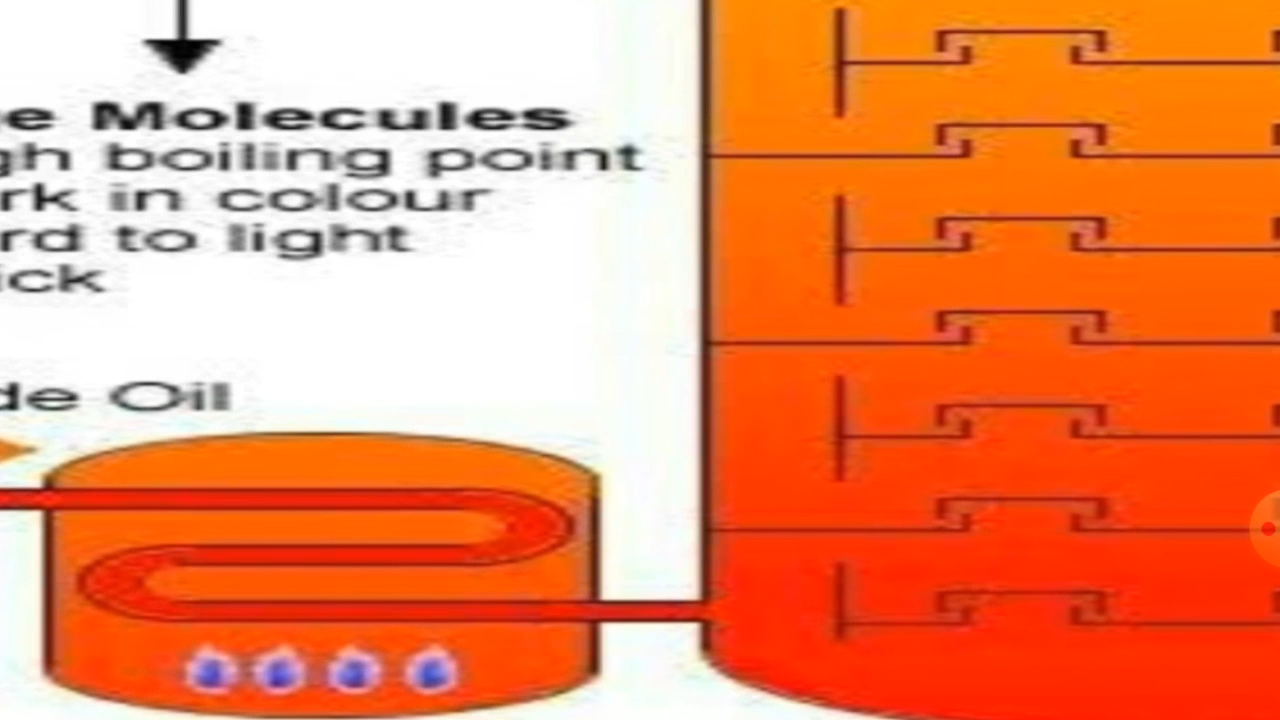 e Molecules
gh boiling point
rk in colour
rd to light
ick
de Oil